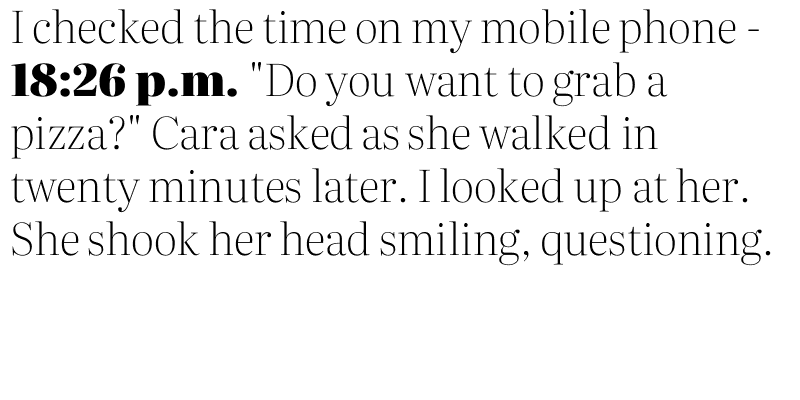 I checked the time on my mobile phone -
18:26 p.m. "Do you want to grab a
pizza?" Cara asked as she walked in
twenty minutes later. I looked up at her.
She shook her head smiling, questioning.